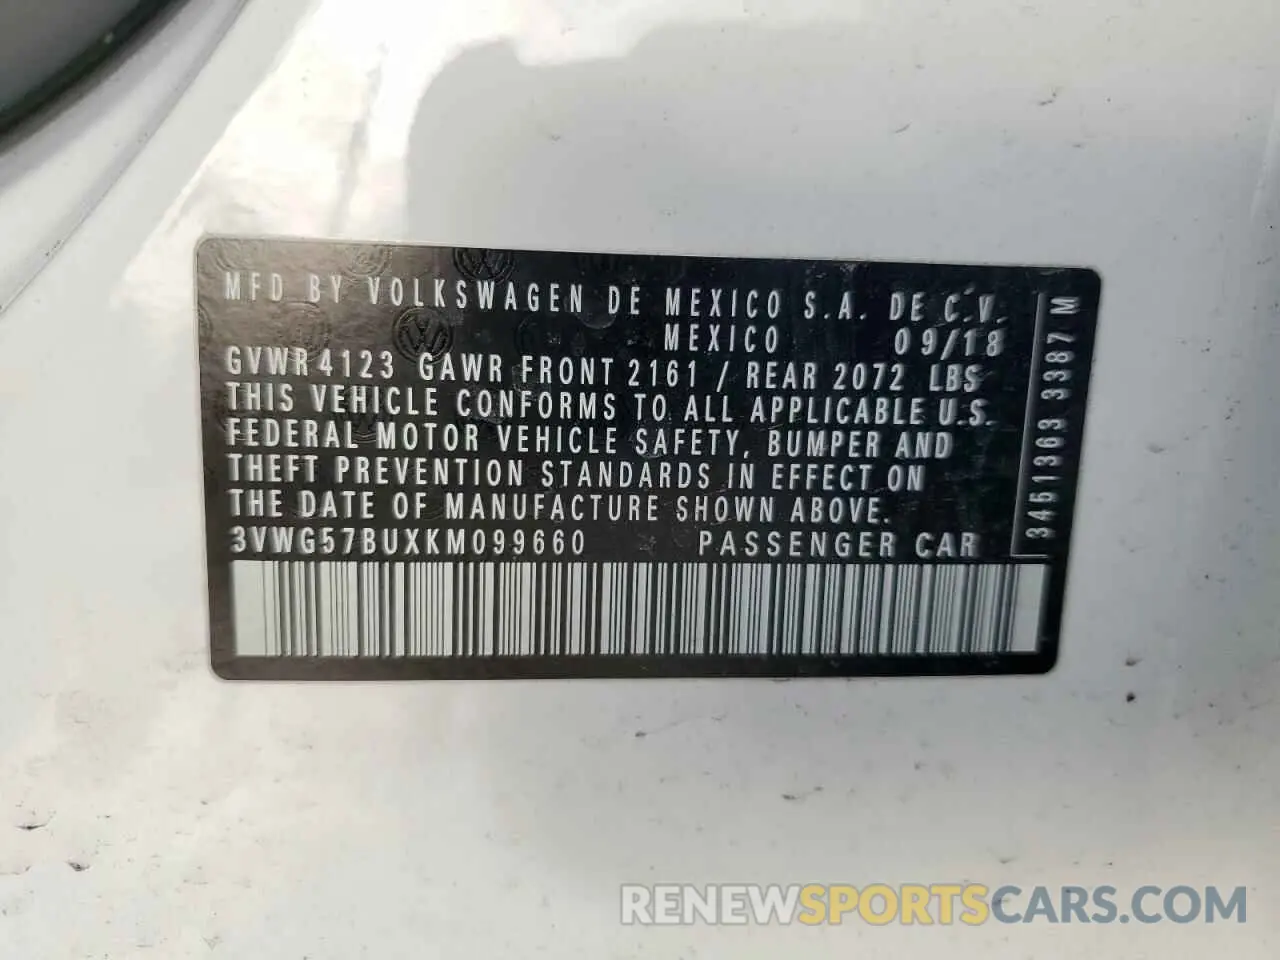 MFD BY VOLKSWAGEN DE MEXICO S.A. DE C.V.
MEXICO 09/18
GVWR 4123 GAWR FRONT 2161 / REAR 2072 LBS
THIS VEHICLE CONFORMS TO ALL APPLICABLE U.S.
FEDERAL MOTOR VEHICLE SAFETY, BUMPER AND
THEFT PREVENTION STANDARDS IN EFFECT ON
THE DATE OF MANUFACTURE SHOWN ABOVE.
3VWG57BUXKM099660 PASSENGER CAR
3451363 3387 M
RENEWSPORTSCARS.COM